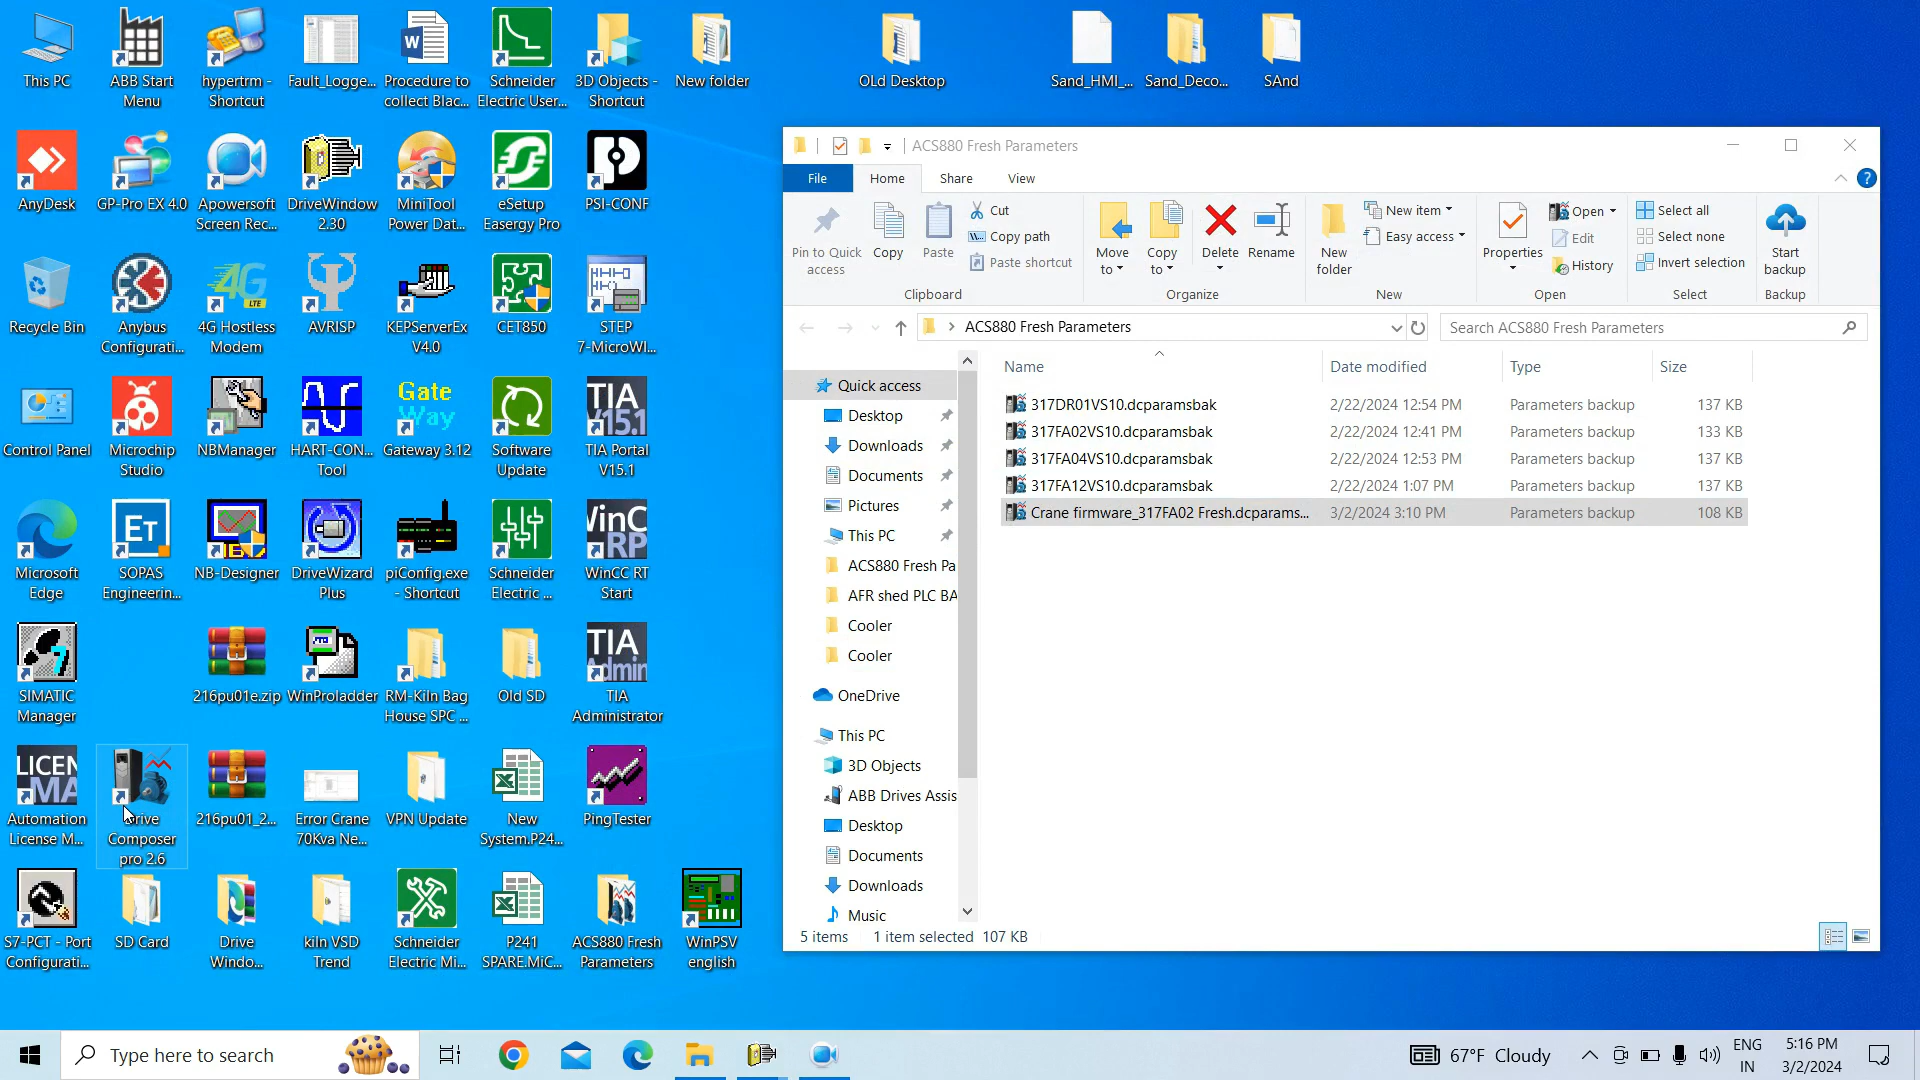 This PC
ABB Start
Menu
hypertrm -
Shortcut
Fault_Logge...
Procedure to
collect Blac...
Schneider
Electric User...
3D Objects -
Shortcut
New folder
OLd Desktop
Sand_HMI_...
Sand_Deco...
SAnd
AnyDesk
GP-Pro EX 4.0
Apowersoft
Screen Rec...
DriveWindow
2.30
MiniTool
Power Dat...
eSetup
Easergy Pro
PSI-CONF
Recycle Bin
Anybus
Configurati...
4G
LTE
4G Hostless
Modem
AVRISP
KEPServerEx
V4.0
CET850
STEP
7-MicroWI...
Control Panel
Microchip
Studio
NBManager
HART-CON...
Tool
Gate
Way
Gateway 3.12
Software
Update
TIA
V15.1
TIA Portal
V15.1
Microsoft
Edge
ET
SOPAS
Engineerin...
NB-Designer
DriveWizard
Plus
piConfig.exe
- Shortcut
Schneider
Electric ...
WinC
RP
WinCC RT
Start
SIMATIC
Manager
216pu01e.zip
WinProladder
RM-Kiln Bag
House SPC ...
Old SD
TIA
Admin
TIA
Administrator
LICEN
MA
Automation
License M...
Composer
pro 2.6
216pu01_2...
Error Crane
70Kva Ne...
VPN Update
New
System.P24...
PingTester
S7-PCT - Port
Configurati...
SD Card
Drive
Windo...
kiln VSD
Trend
Schneider
Electric Mi...
P241
SPARE.MiC...
ACS880 Fresh
Parameters
WinPSV
english
ACS880 Fresh Parameters
File
Home
Share
View
Pin to Quick
access
Copy
Paste
Cut
Copy path
Paste shortcut
Clipboard
Move
to
Copy
to
Delete
Rename
Organize
New
folder
New item
Easy access
New
Properties
Open
Edit
History
Open
Select all
Select none
Invert selection
Select
Start
backup
Backup
ACS880 Fresh Parameters
Search ACS880 Fresh Parameters
Quick access
Desktop
Downloads
Documents
Pictures
This PC
ACS880 Fresh Pa
AFR shed PLC BA
Cooler
Cooler
OneDrive
This PC
3D Objects
ABB Drives Assis
Desktop
Documents
Downloads
Music
Name Date modified Type Size
317DR01VS10.dcparamsbak 2/22/2024 12:54 PM Parameters backup 137 KB
317FA02VS10.dcparamsbak 2/22/2024 12:41 PM Parameters backup 133 KB
317FA04VS10.dcparamsbak 2/22/2024 12:53 PM Parameters backup 137 KB
317FA12VS10.dcparamsbak 2/22/2024 1:07 PM Parameters backup 137 KB
Crane firmware_317FA02 Fresh.dcparams... 3/2/2024 3:10 PM Parameters backup 108 KB
5 items 1 item selected 107 KB
Type here to search
67°F Cloudy
ENG
IN
5:16 PM
3/2/2024